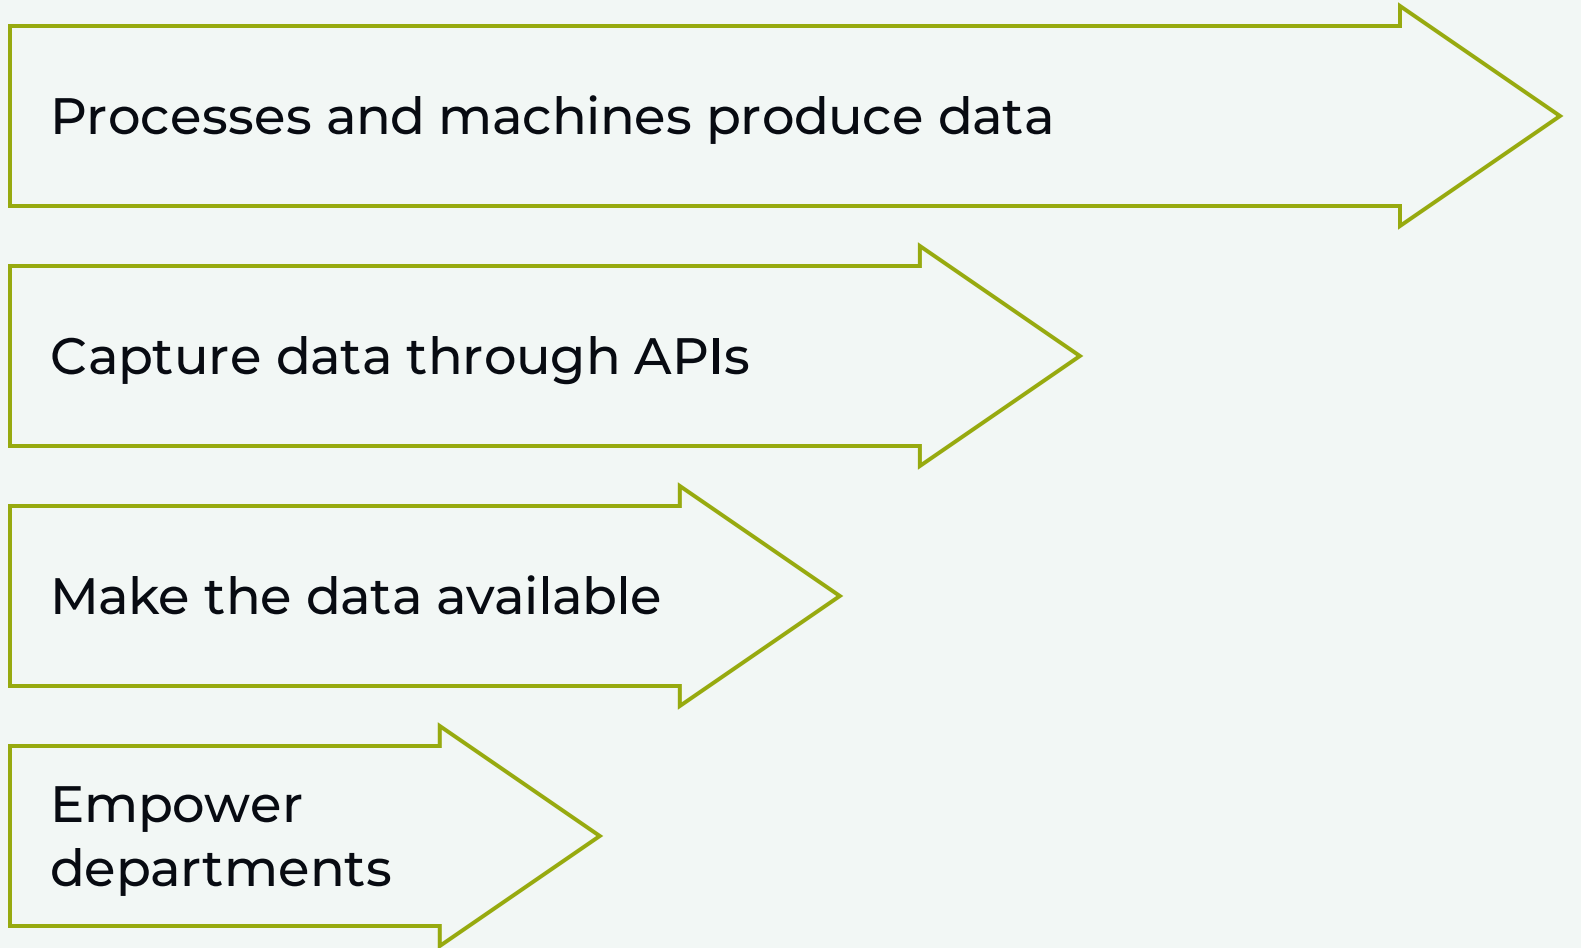 Processes and machines produce data
Capture data through APIs
Make the data available
Empower
departments